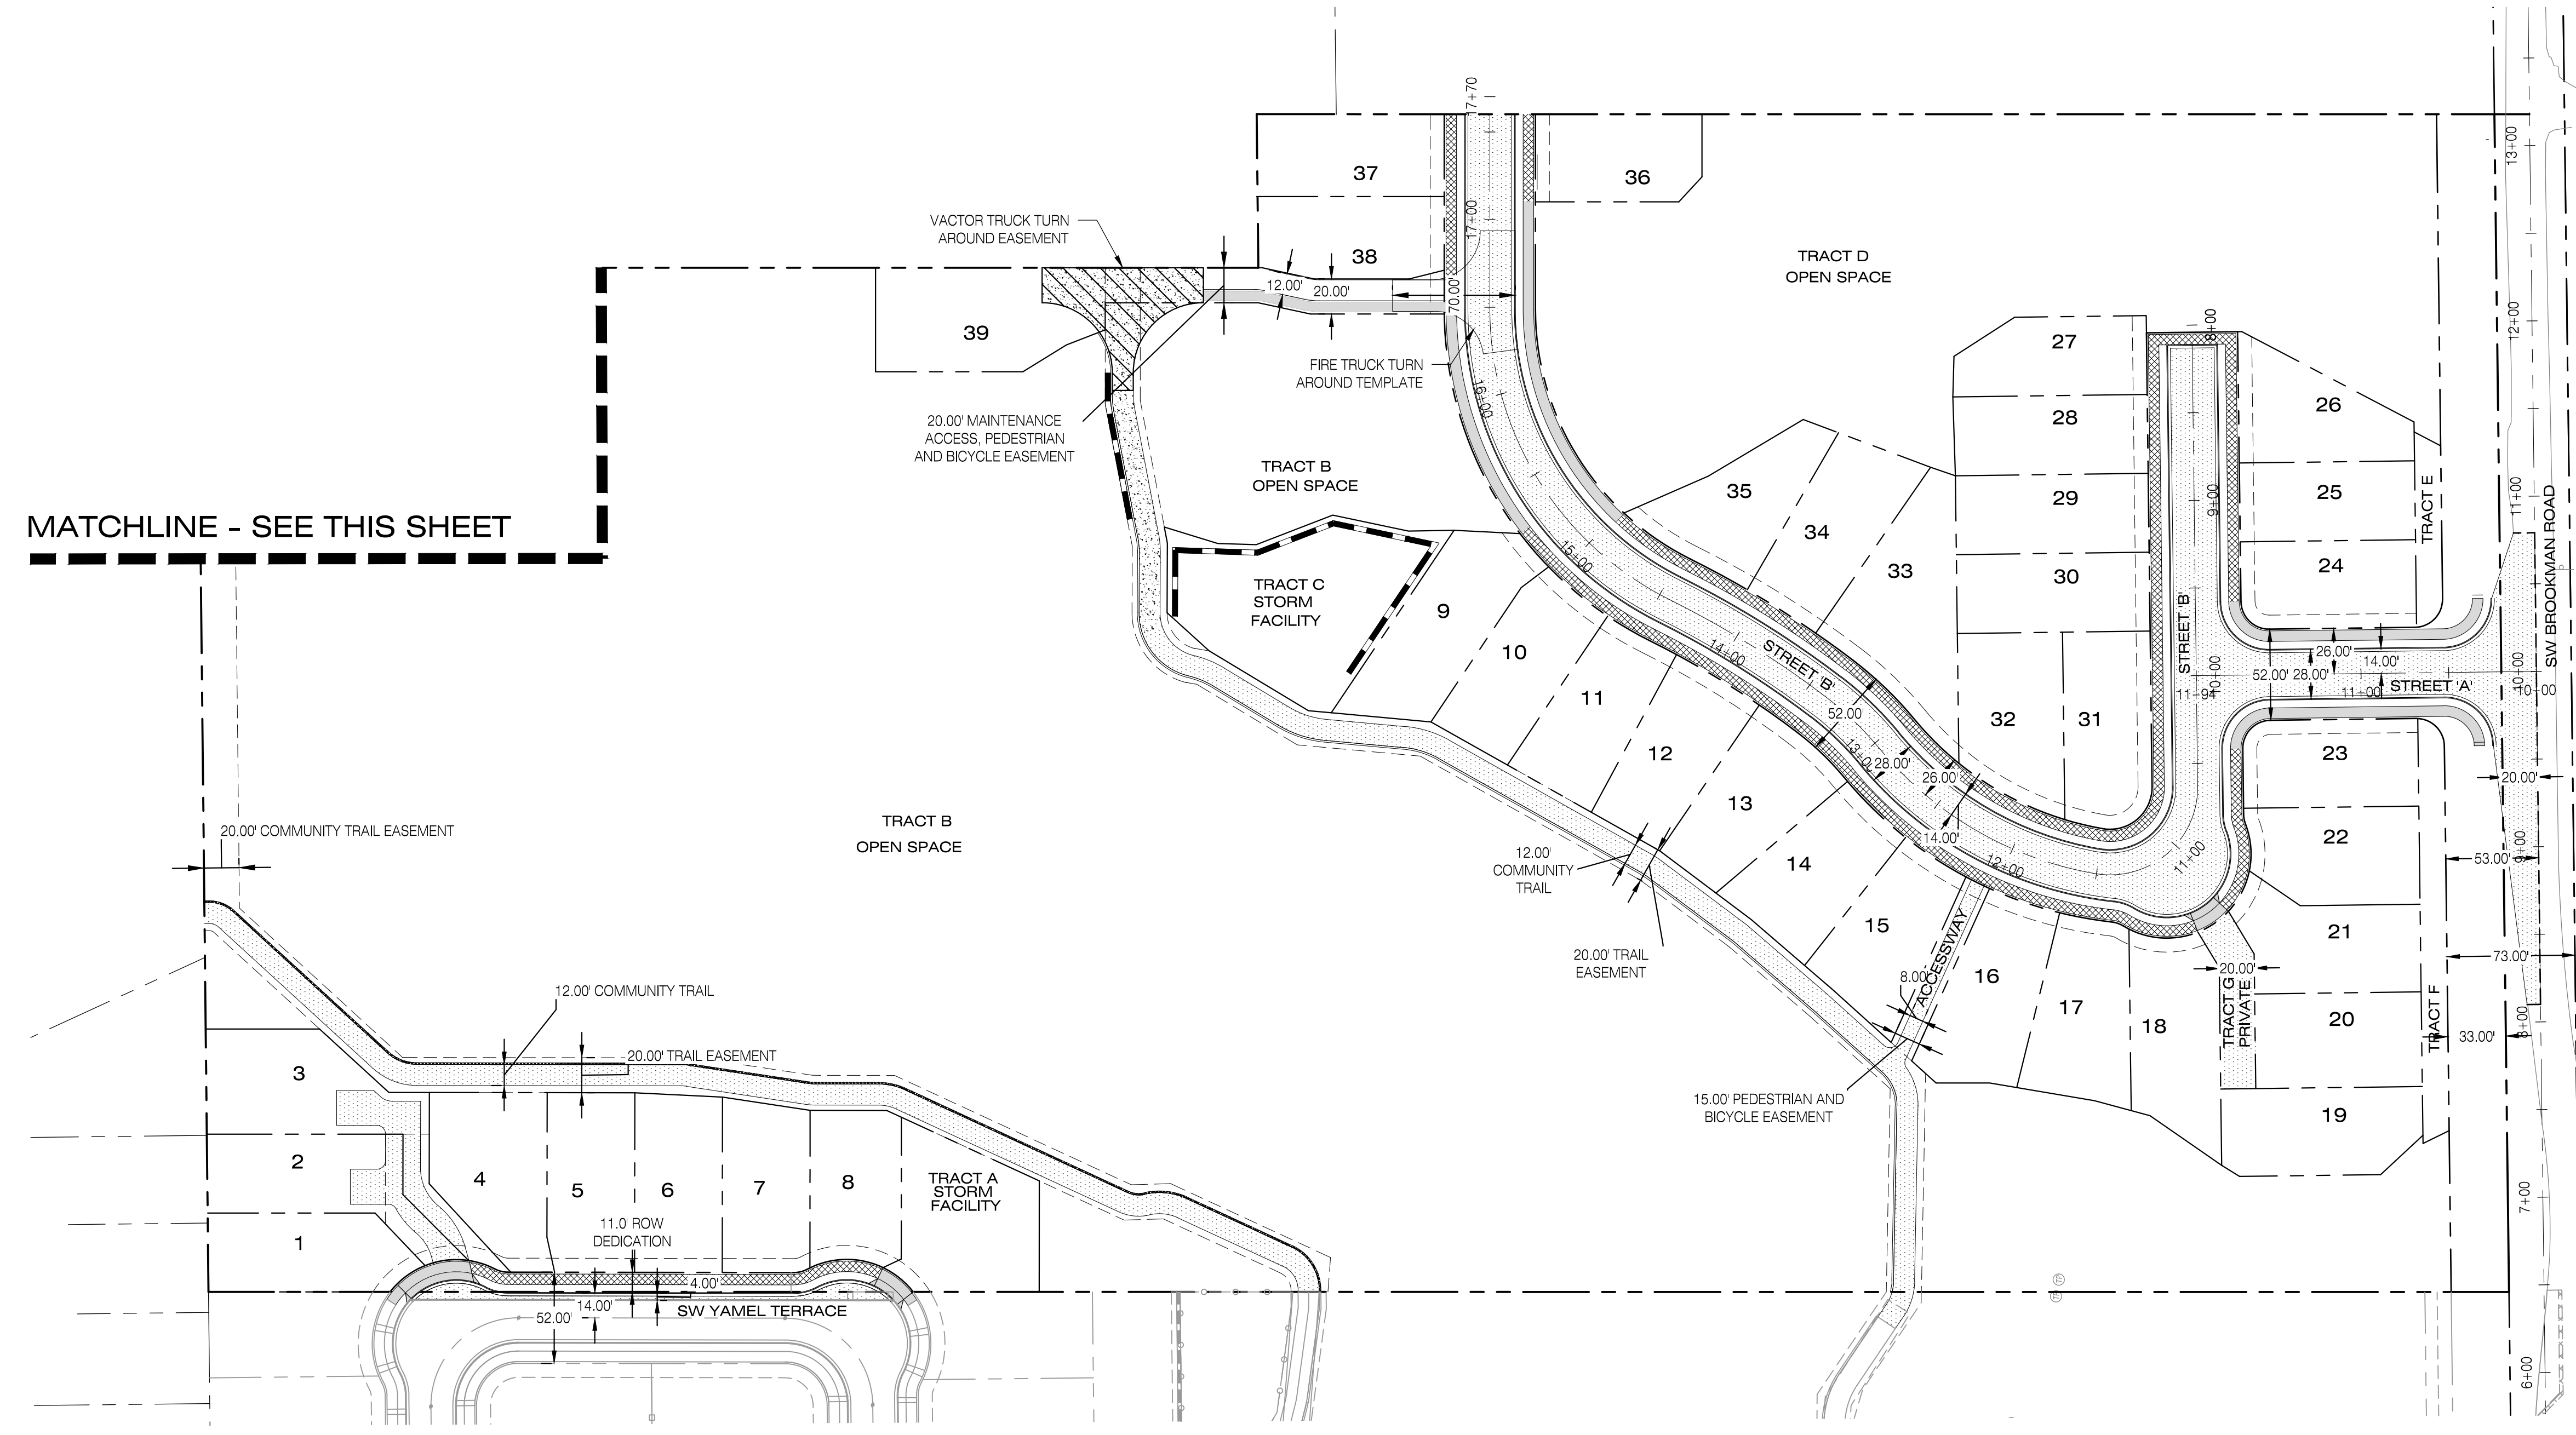 17+70
13+00
37
36
VACTOR TRUCK TURN
AROUND EASEMENT
17+00
38
TRACT D
OPEN SPACE
12.00'
20.00'
70.00'
12+00
8+00
39
27
FIRE TRUCK TURN
AROUND TEMPLATE
16+00
26
28
20.00' MAINTENANCE
ACCESS, PEDESTRIAN
AND BICYCLE EASEMENT
TRACT B
OPEN SPACE
35
29
9+00
25
11+00
TRACT E
MATCHLINE - SEE THIS SHEET
34
SW BROOKMAN ROAD
15+00
33
30
24
TRACT C
STORM
FACILITY
9
10
14+00
STREET 'B'
STREET 'B'
26.00'
14.00'
52.00'
28.00'
10+00
11+94
11+00
STREET 'A'
10+00
10+00
11
52.00'
32
31
12
13+00
28.00'
26.00'
23
20.00'
13
20.00' COMMUNITY TRAIL EASEMENT
TRACT B
OPEN SPACE
14.00'
22
9+00
12.00'
COMMUNITY
TRAIL
14
12+00
11+00
53.00'
15
ACCESSWAY
21
20.00' TRAIL
EASEMENT
8.00'
16
20.00'
73.00'
12.00' COMMUNITY TRAIL
17
18
TRACT G
PRIVATE
20
TRACT F
33.00'
8+00
20.00' TRAIL EASEMENT
3
15.00' PEDESTRIAN AND
BICYCLE EASEMENT
19
2
4
5
6
7
8
TRACT A
STORM
FACILITY
7+00
1
11.0' ROW
DEDICATION
4.00'
14.00'
52.00'
SW YAMEL TERRACE
6+00